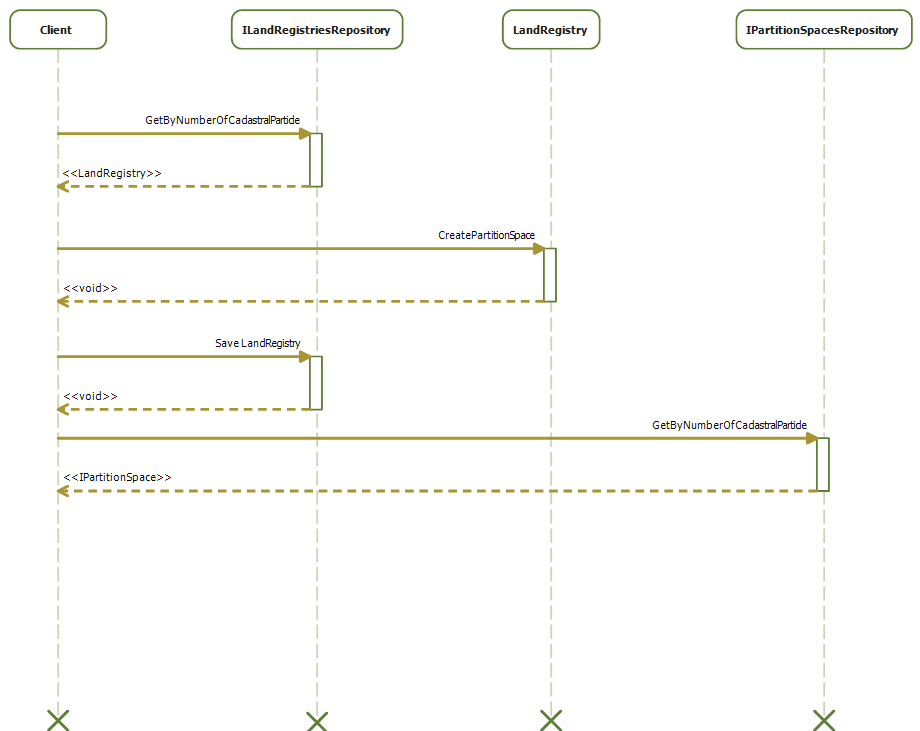 Client
ILandRegistriesRepository
LandRegistry
IPartitionSpacesRepository
GetByNumberOfCadastralPartide
<<LandRegistry>>
CreatePartitionSpace
<<void>>
Save LandRegistry
<<void>>
GetByNumberOfCadastralPartide
<<IPartitionSpace>>